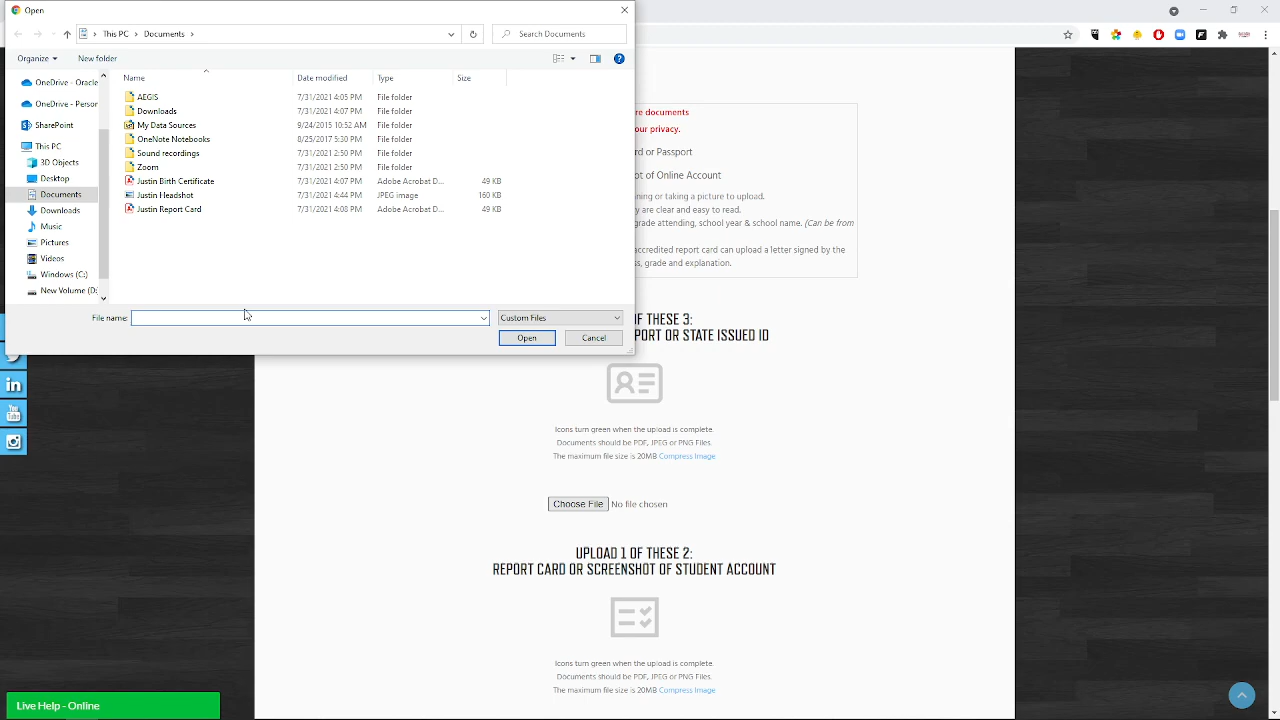 Open
This PC > Documents >
Search Documents
Organize
New folder
Name
Date modified
Type
Size
OneDrive - Oracle
OneDrive - Person
SharePoint
This PC
3D Objects
Desktop
Documents
Downloads
Music
Pictures
Videos
Windows (C:)
New Volume (D:
AEGIS 7/31/2021 4:05 PM File folder
Downloads 7/31/2021 4:07 PM File folder
My Data Sources 9/24/2015 10:52 AM File folder
OneNote Notebooks 8/25/2017 5:30 PM File folder
Sound recordings 7/31/2021 2:50 PM File folder
Zoom 7/31/2021 2:50 PM File folder
Justin Birth Certificate 7/31/2021 4:07 PM Adobe Acrobat D... 49 KB
Justin Headshot 7/31/2021 4:44 PM JPEG image 160 KB
Justin Report Card 7/31/2021 4:08 PM Adobe Acrobat D... 49 KB
File name:
Custom Files
Open
Cancel
re documents
our privacy.
rd or Passport
ot of Online Account
ning or taking a picture to upload.
y are clear and easy to read.
grade attending, school year & school name. (Can be from
accredited report card can upload a letter signed by the
s, grade and explanation.
OF THESE 3:
PORT OR STATE ISSUED ID
Icons turn green when the upload is complete.
Documents should be PDF, JPEG or PNG Files.
The maximum file size is 20MB Compress Image.
Choose File No file chosen
UPLOAD 1 OF THESE 2:
REPORT CARD OR SCREENSHOT OF STUDENT ACCOUNT
Icons turn green when the upload is complete.
Documents should be PDF, JPEG or PNG Files.
The maximum file size is 20MB Compress Image.
in
You Tube
Live Help - Online